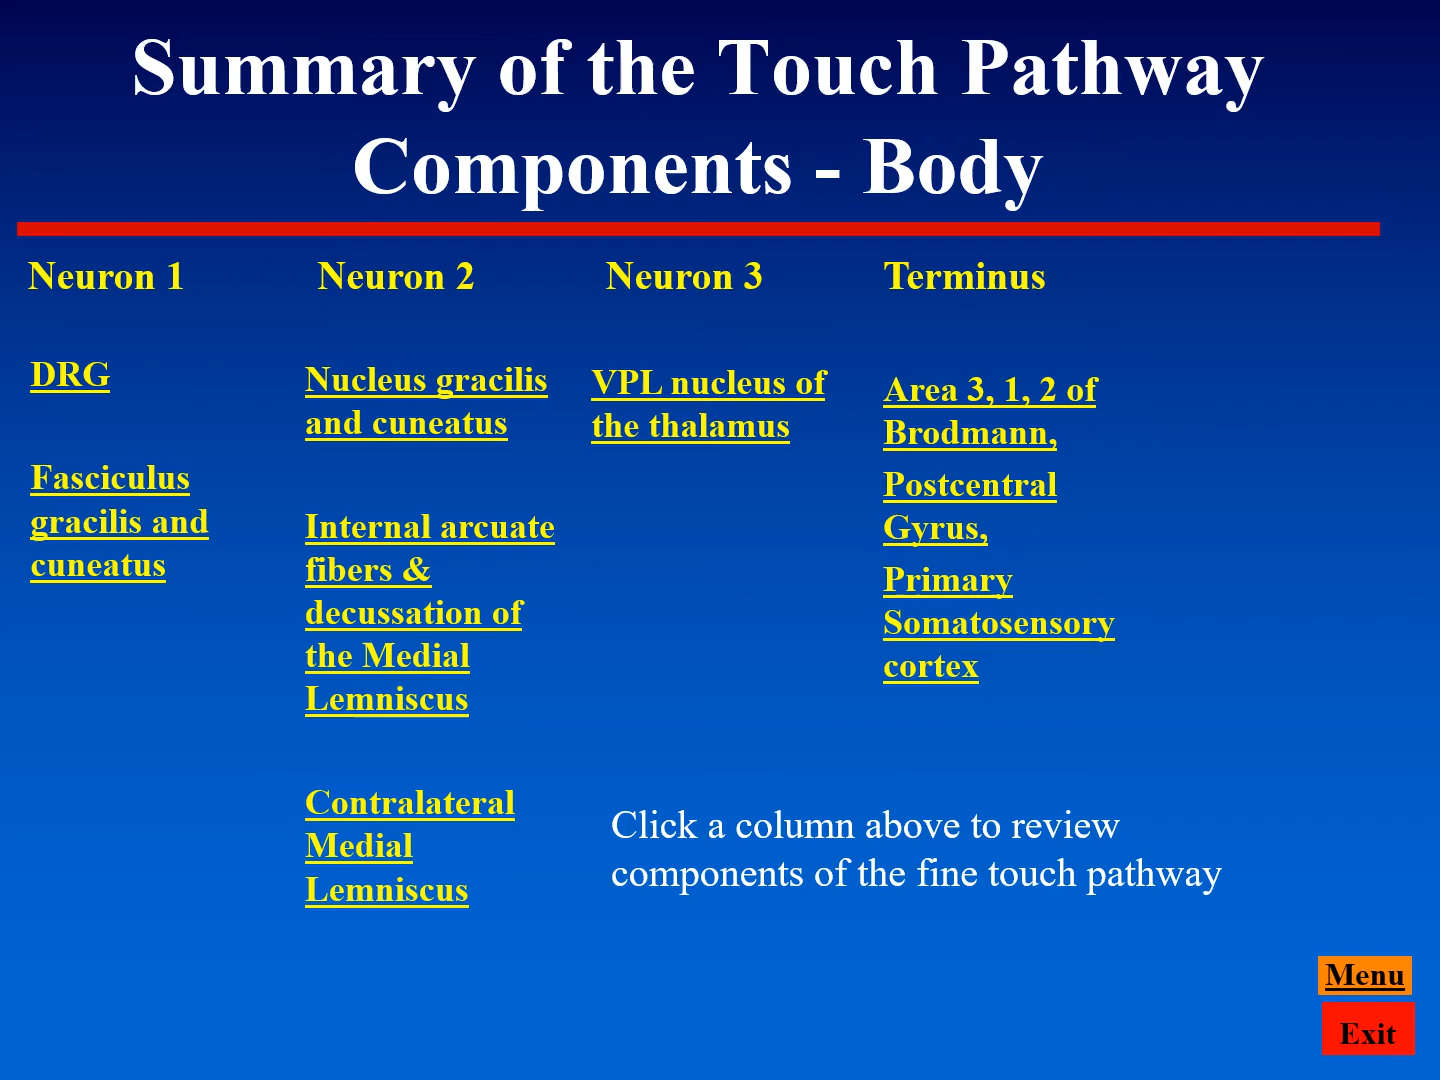 Summary of the Touch Pathway
Components - Body
Neuron 1
Neuron 2
Neuron 3
Terminus
DRG
Fasciculus
gracilis and
cuneatus
Nucleus gracilis
and cuneatus
Internal arcuate
fibers &
decussation of
the Medial
Lemniscus
Contralateral
Medial
Lemniscus
VPL nucleus of
the thalamus
Area 3, 1, 2 of
Brodmann,
Postcentral
Gyrus,
Primary
Somatosensory
cortex
Click a column above to review
components of the fine touch pathway
Menu
Exit